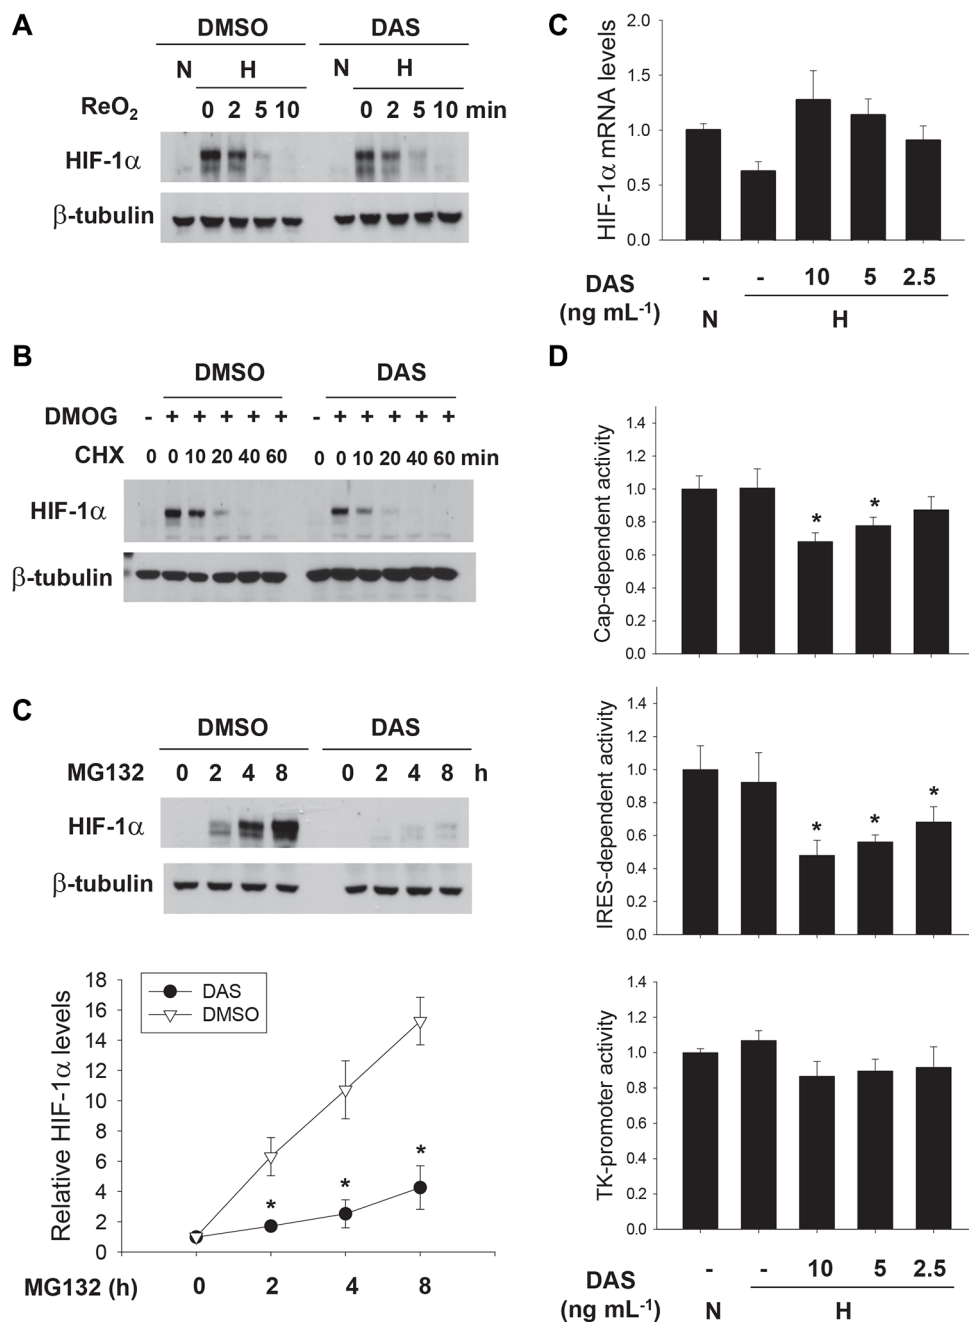 A
DMSO DAS
N H N H
ReO2 0 2 5 10 0 2 5 10 min
HIF-1α
β-tubulin
B
DMSO DAS
DMOG - + + + + + - + + + + +
CHX 0 0 10 20 40 60 0 0 10 20 40 60 min
HIF-1α
β-tubulin
C
DMSO DAS
MG132 0 2 4 8 0 2 4 8 h
HIF-1α
β-tubulin
Relative HIF-1α levels
18
16
14
12
10
8
6
4
2
0
DAS
DMSO
* * *
0 2 4 8
MG132 (h)
C
HIF-1α mRNA levels
2.0
1.5
1.0
0.5
0.0
DAS - - 10 5 2.5
(ng mL-1)
N H
D
Cap-dependent activity
1.4
1.2
1.0
0.8
0.6
0.4
0.2
0.0
* *
IRES-dependent activity
1.4
1.2
1.0
0.8
0.6
0.4
0.2
0.0
* * *
TK-promoter activity
1.4
1.2
1.0
0.8
0.6
0.4
0.2
0.0
DAS - - 10 5 2.5
(ng mL-1)
N H